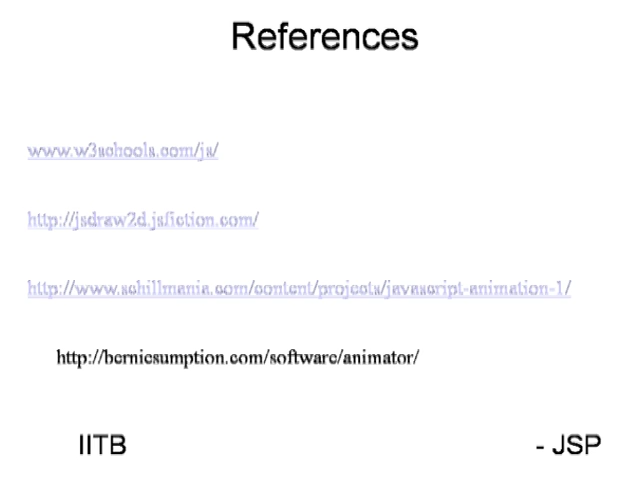 References
www.w3schools.com/js/
http://jsdraw2d.jsfiction.com/
http://www.schillmania.com/content/projects/javascript-animation-1/
http://berniesumption.com/software/animator/
IITB
- JSP